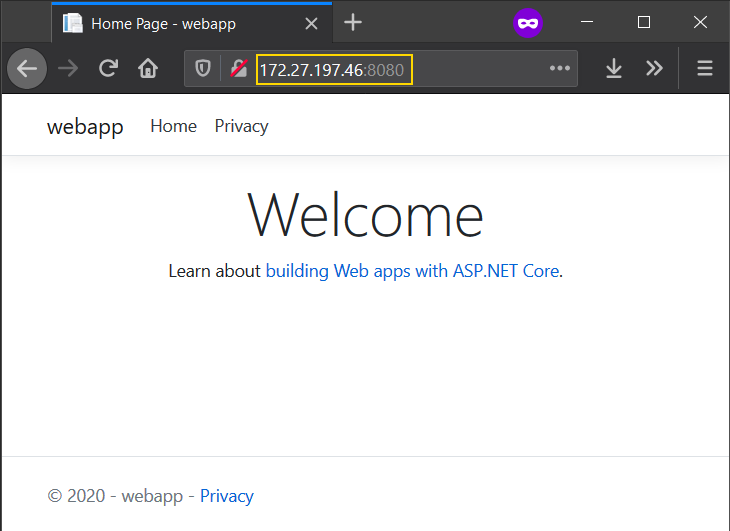 Home Page - webapp
172.27.197.46:8080
webapp Home Privacy
Welcome
Learn about building Web apps with ASP.NET Core.
© 2020 - webapp - Privacy